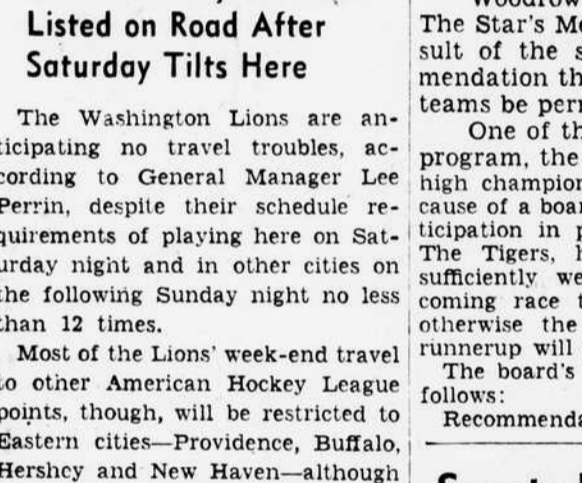 Listed on Road After
Saturday Tilts Here
The Washington Lions are an-
ticipating no travel troubles, ac-
cording to General Manager Lee
Perrin, despite their schedule re-
quirements of playing here on Sat-
urday night and in other cities on
the following Sunday night no less
than 12 times.
Most of the Lions' week-end travel
to other American Hockey League
points, though, will be restricted to
Eastern cities—Providence, Buffalo,
Hershey and New Haven—although
The Star's
sult of the
mendation
teams be
One of
program, the
high
cause of a
ticipation in
The Tigers,
sufficiently
coming race
otherwise the
runnerup will
The board's
follows: